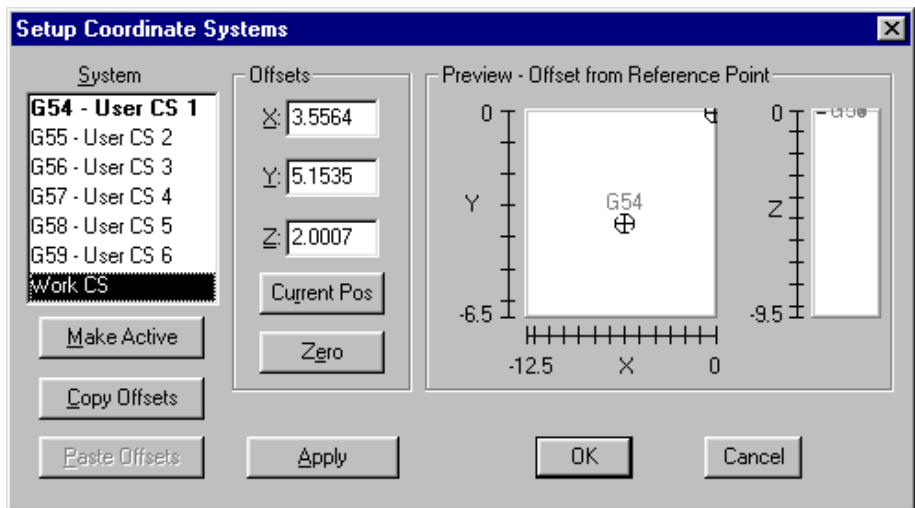 Setup Coordinate Systems
System
G54 - User CS 1
G55 - User CS 2
G56 - User CS 3
G57 - User CS 4
G58 - User CS 5
G59 - User CS 6
Work CS
Make Active
Copy Offsets
Paste Offsets
Offsets
X: 3.5564
Y: 5.1535
Z: 2.0007
Current Pos
Zero
Apply
Preview - Offset from Reference Point
0
Y
-6.5
G54
-12.5 X 0
0
Z
-9.5
OK
Cancel